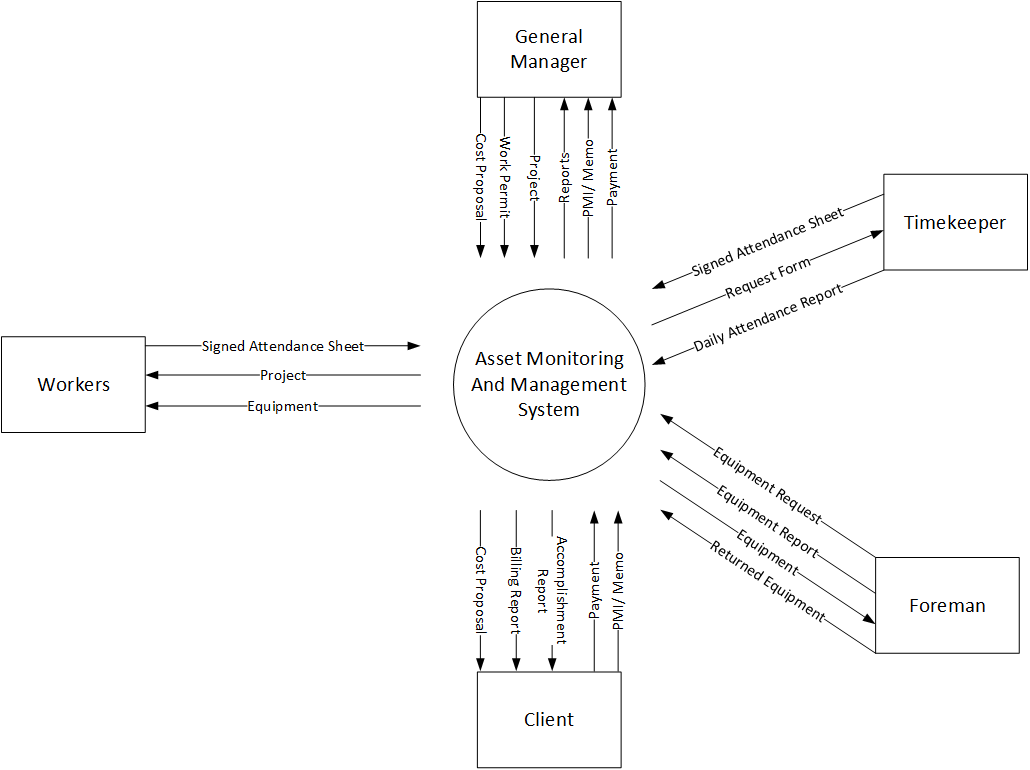 General
Manager
Cost Proposal
Work Permit
Project
Reports
PMI/ Memo
Payment
Timekeeper
Signed Attendance Sheet
Request Form
Daily Attendance Report
Workers
Signed Attendance Sheet
Project
Equipment
Asset Monitoring
And Management
System
Equipment Request
Equipment Report
Equipment
Returned Equipment
Foreman
Cost Proposal
Billing Report
Accomplishment
Report
Payment
PMI/ Memo
Client